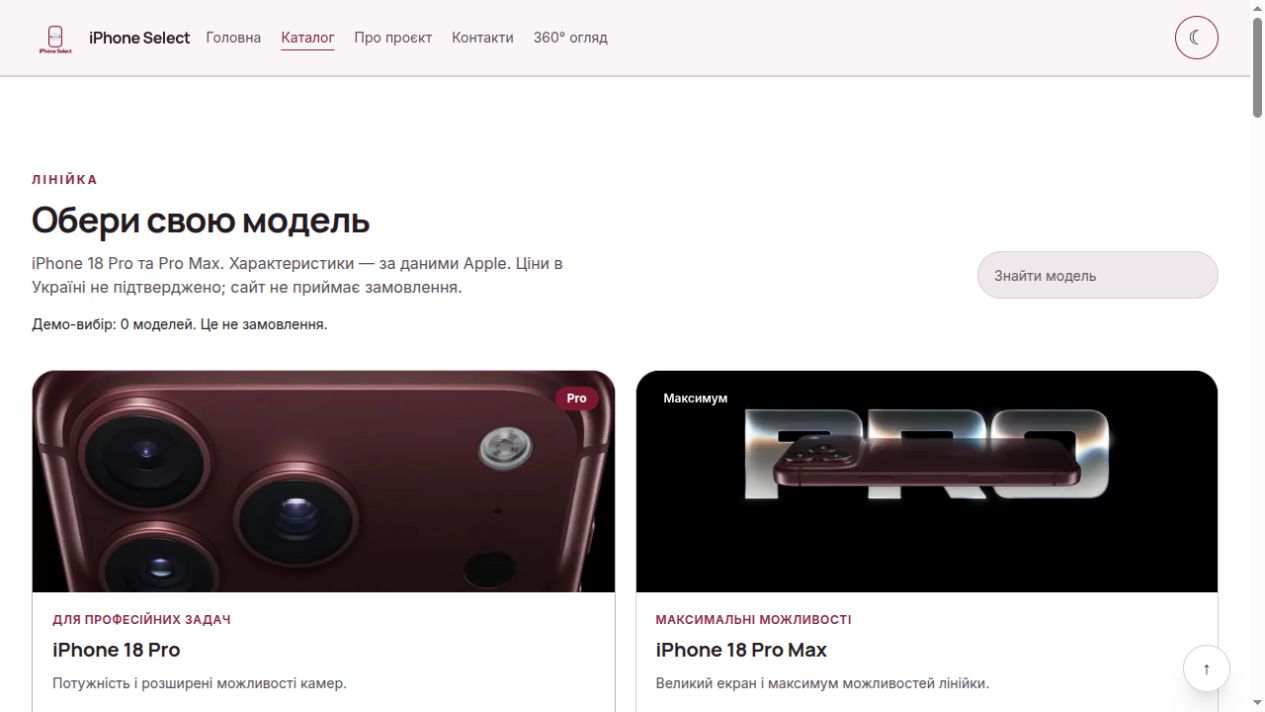 iPhone Select
iPhone Select
Головна
Каталог
Про проєкт
Контакти
360° огляд
ЛІНІЙКА
Обери свою модель
iPhone 18 Pro та Pro Max. Характеристики — за даними Apple. Ціни в
Україні не підтверджено; сайт не приймає замовлення.
Знайти модель
Демо-вибір: 0 моделей. Це не замовлення.
Pro
Максимум
PRO
ДЛЯ ПРОФЕСІЙНИХ ЗАДАЧ
iPhone 18 Pro
Потужність і розширені можливості камер.
МАКСИМАЛЬНІ МОЖЛИВОСТІ
iPhone 18 Pro Max
Великий екран і максимум можливостей лінійки.
↑